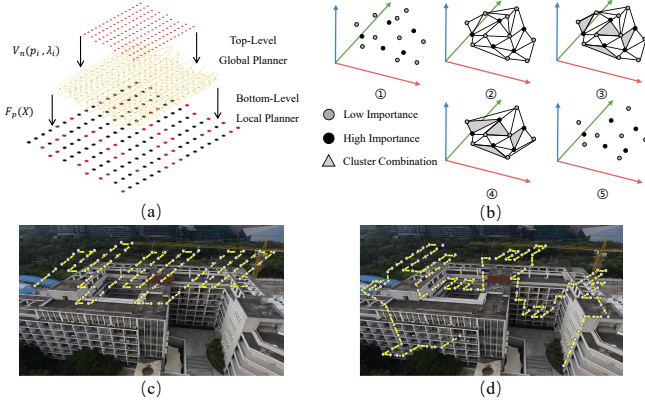 V_n(p_i, λ_i)
Top-Level
Global Planner
F_p(X)
Bottom-Level
Local Planner
(a)
①
②
③
Low Importance
High Importance
Cluster Combination
④
⑤
(b)
(c)
(d)